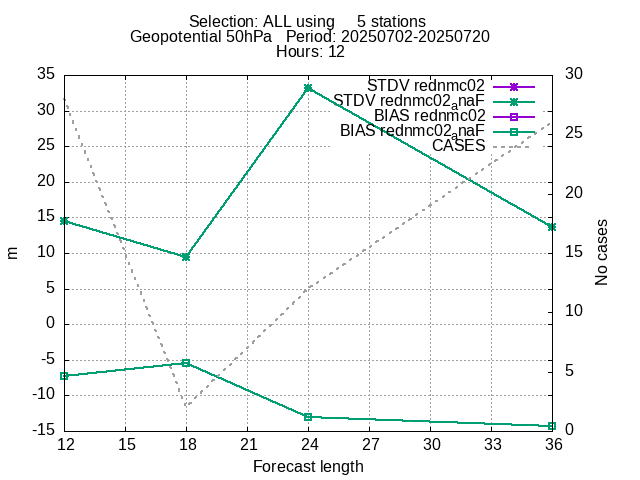 Selection: ALL using 5 stations
Geopotential 50hPa Period: 20250702-20250720
Hours: 12
STDV rednmc02
STDV rednmc02anaF
BIAS rednmc02
BIAS rednmc02anaF
CASES
35
30
25
20
15
10
5
0
-5
-10
-15
m
30
25
20
15
10
5
0
No cases
12 15 18 21 24 27 30 33 36
Forecast length